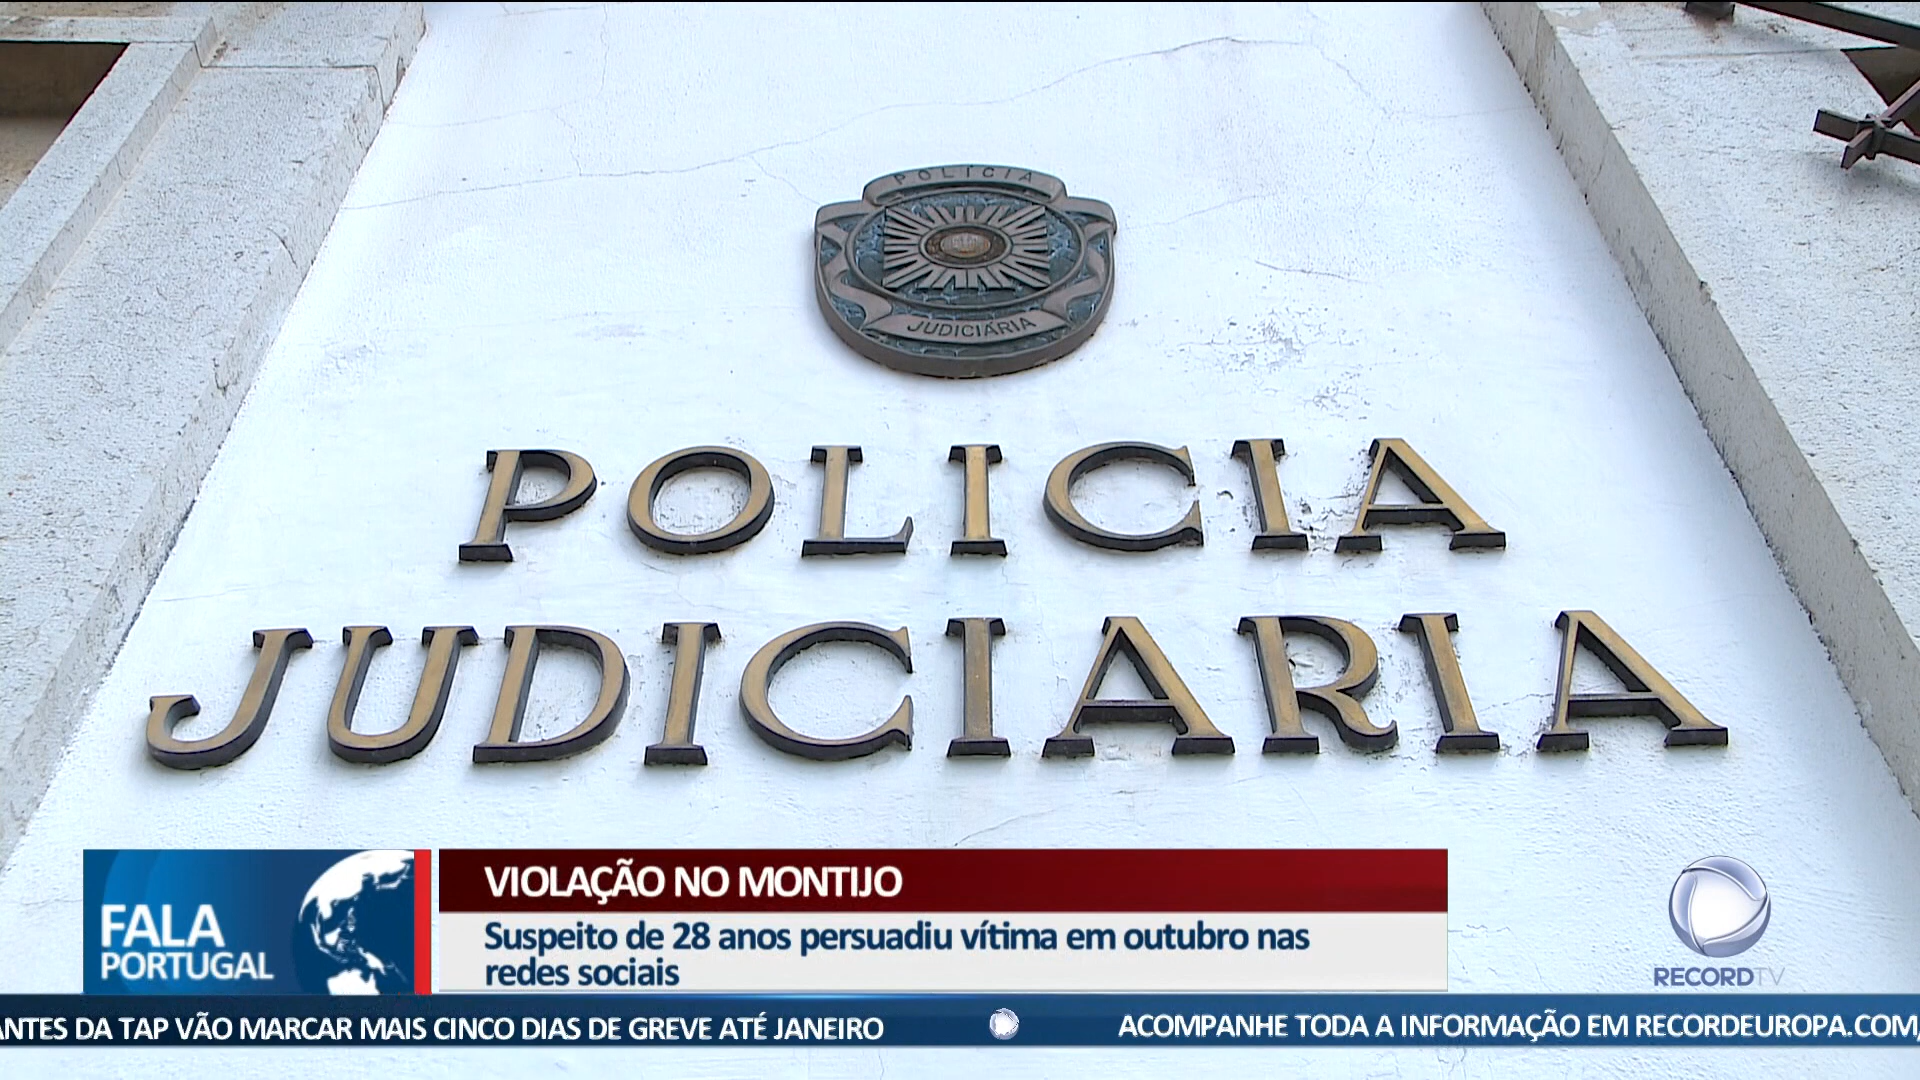 POLÍCIA
JUDICIÁRIA
POLICIA
JUDICIARIA
FALA
PORTUGAL
VIOLAÇÃO NO MONTIJO
Suspeito de 28 anos persuadiu vítima em outubro nas
redes sociais
RECORD TV
ANTES DA TAP VÃO MARCAR MAIS CINCO DIAS DE GREVE ATÉ JANEIRO
ACOMPANHE TODA A INFORMAÇÃO EM RECORDEUROPA.COM/